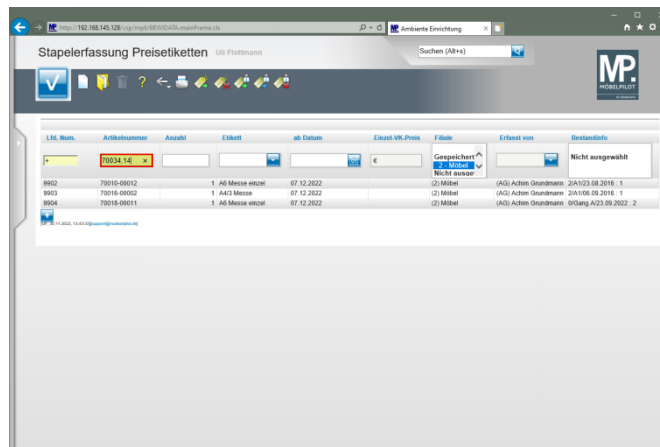 http://192.168.145.128/csp/mp5/BEWIDATA.mainFrame.cls
MP Ambiente Einrichtung
Stapelerfassung Preisetiketten Uli Flottmann
Suchen (Alt+s)
MP.
MÖBELPILOT
Lfd. Num. Artikelnummer Anzahl Etikett ab Datum Einzel-VK-Preis Filiale Erfasst von Bestandinfo
+ 70034,14 × € Gespeichert Nicht ausgewählt
2 - Möbel
Nicht ausge
9902 70010-00012 1 A6 Messe einzel 07.12.2022 (2) Möbel (AG) Achim Grundmann 2/A1/23.08.2016 : 1
9903 70016-00002 1 A4/3 Messe 07.12.2022 (2) Möbel (AG) Achim Grundmann 2/A1/06.09.2016 : 1
9904 70018-00011 1 A6 Messe einzel 07.12.2022 (2) Möbel (AG) Achim Grundmann 0/Gang A/23.09.2022 : 2